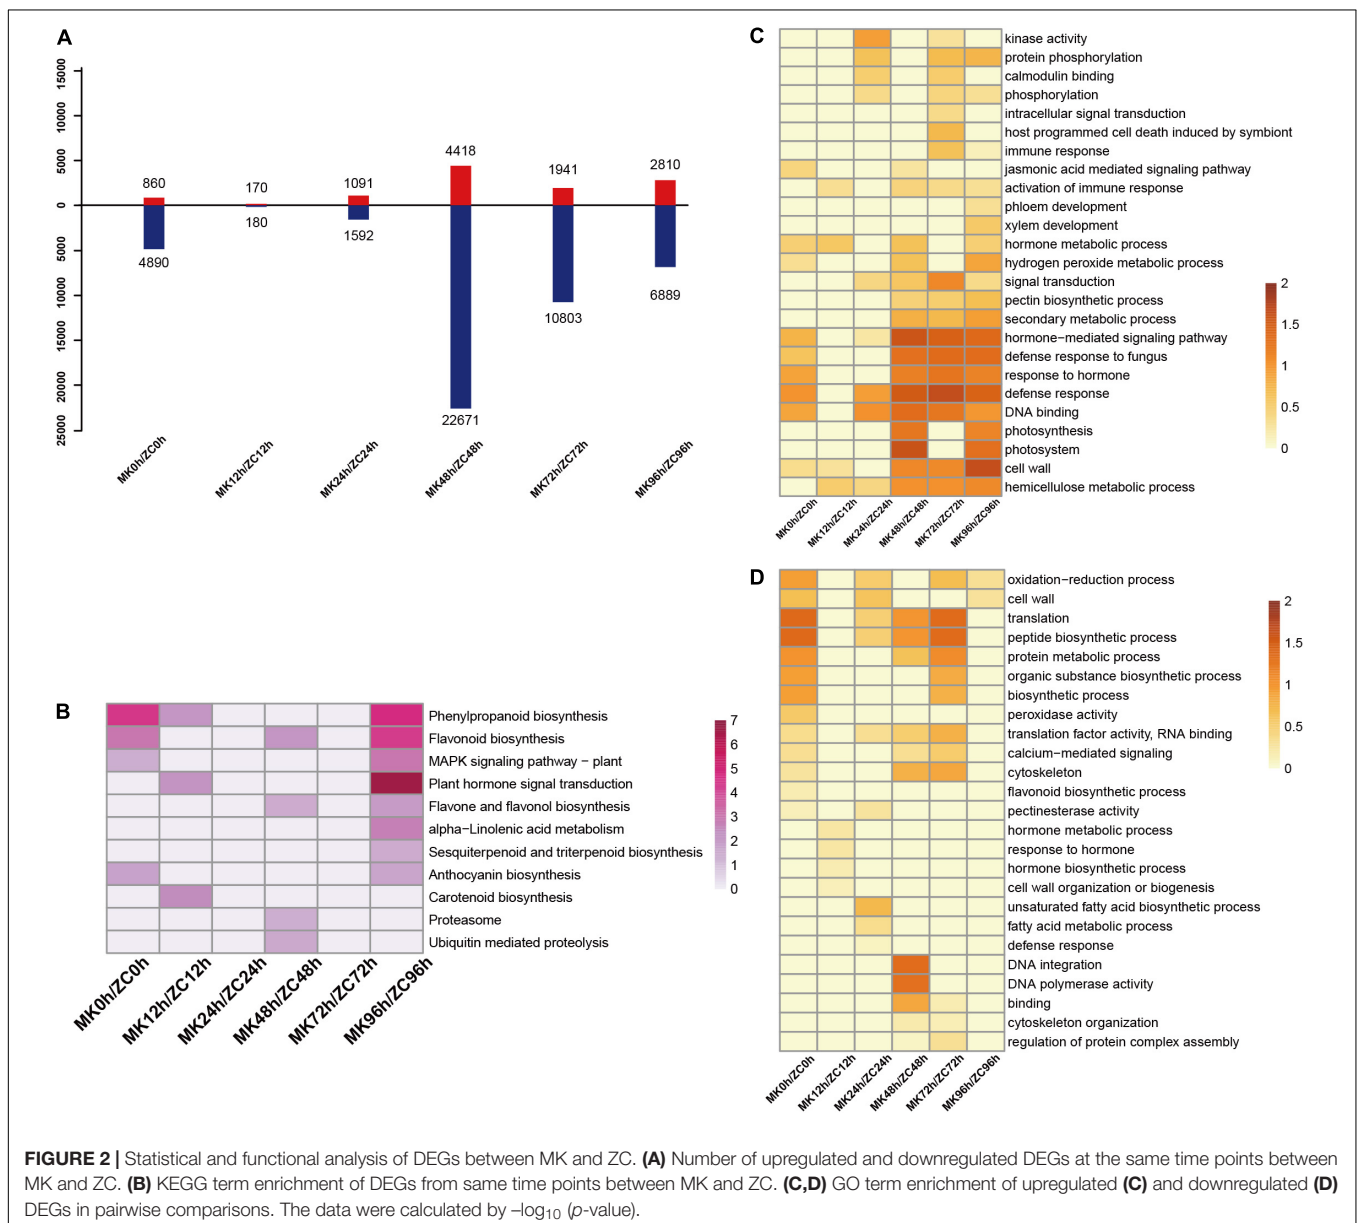 A
15000
10000
5000
0
5000
10000
15000
20000
25000
860
170
1091
4418
1941
2810
4890
180
1592
22671
10803
6889
MK0h/ZC0h
MK12h/ZC12h
MK24h/ZC24h
MK48h/ZC48h
MK72h/ZC72h
MK96h/ZC96h
B
Phenylpropanoid biosynthesis
Flavonoid biosynthesis
MAPK signaling pathway − plant
Plant hormone signal transduction
Flavone and flavonol biosynthesis
alpha−Linolenic acid metabolism
Sesquiterpenoid and triterpenoid biosynthesis
Anthocyanin biosynthesis
Carotenoid biosynthesis
Proteasome
Ubiquitin mediated proteolysis
7
6
5
4
3
2
1
0
MK0h/ZC0h
MK12h/ZC12h
MK24h/ZC24h
MK48h/ZC48h
MK72h/ZC72h
MK96h/ZC96h
C
kinase activity
protein phosphorylation
calmodulin binding
phosphorylation
intracellular signal transduction
host programmed cell death induced by symbiont
immune response
jasmonic acid mediated signaling pathway
activation of immune response
phloem development
xylem development
hormone metabolic process
hydrogen peroxide metabolic process
signal transduction
pectin biosynthetic process
secondary metabolic process
hormone−mediated signaling pathway
defense response to fungus
response to hormone
defense response
DNA binding
photosynthesis
photosystem
cell wall
hemicellulose metabolic process
2
1.5
1
0.5
0
MK0h/ZC0h
MK12h/ZC12h
MK24h/ZC24h
MK48h/ZC48h
MK72h/ZC72h
MK96h/ZC96h
D
oxidation−reduction process
cell wall
translation
peptide biosynthetic process
protein metabolic process
organic substance biosynthetic process
biosynthetic process
peroxidase activity
translation factor activity, RNA binding
calcium−mediated signaling
cytoskeleton
flavonoid biosynthetic process
pectinesterase activity
hormone metabolic process
response to hormone
hormone biosynthetic process
cell wall organization or biogenesis
unsaturated fatty acid biosynthetic process
fatty acid metabolic process
defense response
DNA integration
DNA polymerase activity
binding
cytoskeleton organization
regulation of protein complex assembly
2
1.5
1
0.5
0
MK0h/ZC0h
MK12h/ZC12h
MK24h/ZC24h
MK48h/ZC48h
MK72h/ZC72h
MK96h/ZC96h
FIGURE 2 | Statistical and functional analysis of DEGs between MK and ZC. (A) Number of upregulated and downregulated DEGs at the same time points between
MK and ZC. (B) KEGG term enrichment of DEGs from same time points between MK and ZC. (C,D) GO term enrichment of upregulated (C) and downregulated (D)
DEGs in pairwise comparisons. The data were calculated by –log10 (p-value).